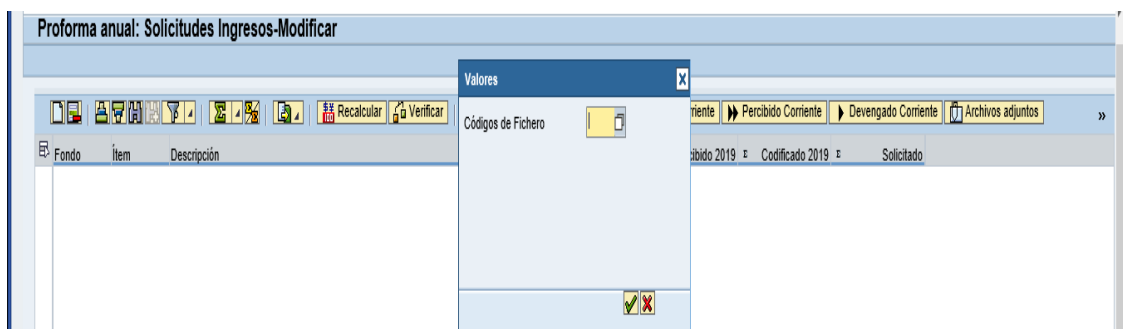 Proforma anual: Solicitudes Ingresos-Modificar
Valores
Recalcular Verificar riente Percibido Corriente Devengado Corriente Archivos adjuntos »
Códigos de Fichero
Fondo Ítem Descripción cibido 2019 Σ Codificado 2019 Σ Solicitado